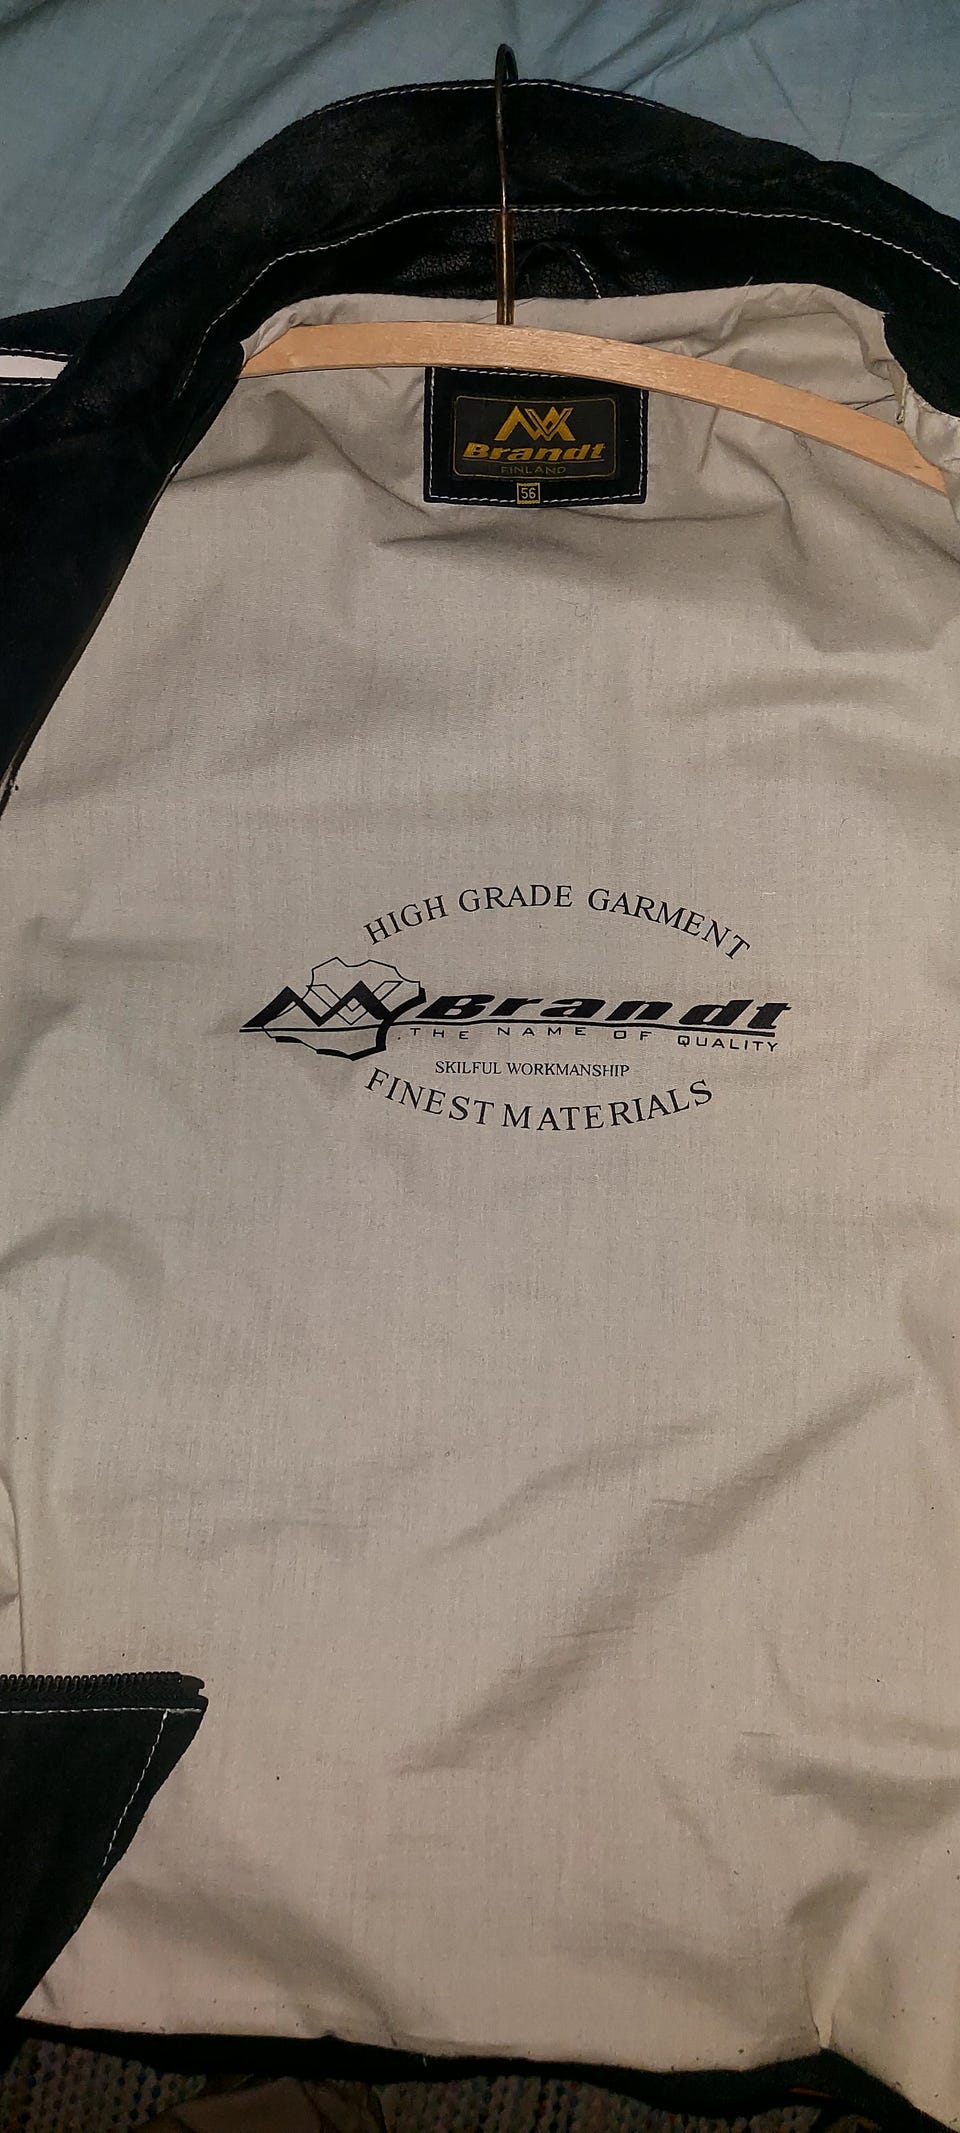 Brandt
FINLAND
56
HIGH GRADE GARMENT
Brandt
THE NAME OF QUALITY
SKILFUL WORKMANSHIP
FINEST MATERIALS